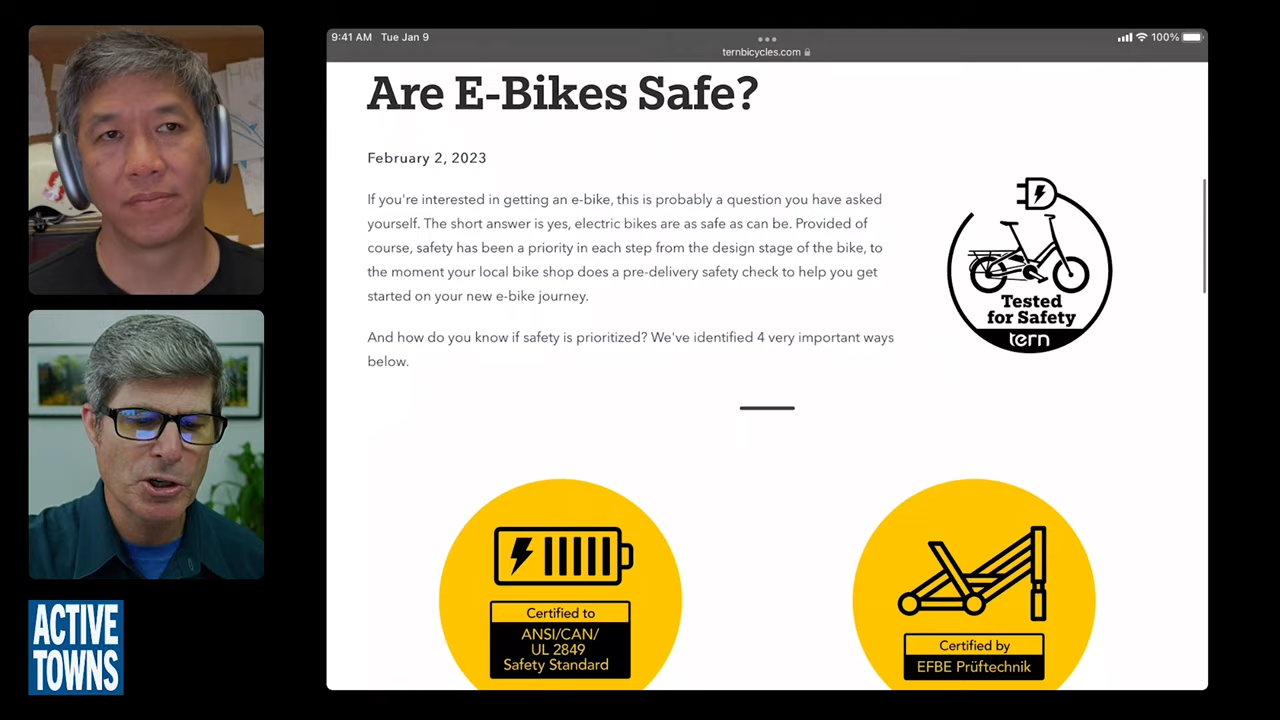 9:41 AM Tue Jan 9
100%
ternbicycles.com
Are E-Bikes Safe?
February 2, 2023
If you're interested in getting an e-bike, this is probably a question you have asked
yourself. The short answer is yes, electric bikes are as safe as can be. Provided of
course, safety has been a priority in each step from the design stage of the bike, to
the moment your local bike shop does a pre-delivery safety check to help you get
started on your new e-bike journey.
And how do you know if safety is prioritized? We've identified 4 very important ways
below.
Tested
for Safety
tern
Certified to
ANSI/CAN/
UL 2849
Safety Standard
Certified by
EFBE Prüftechnik
ACTIVE
TOWNS